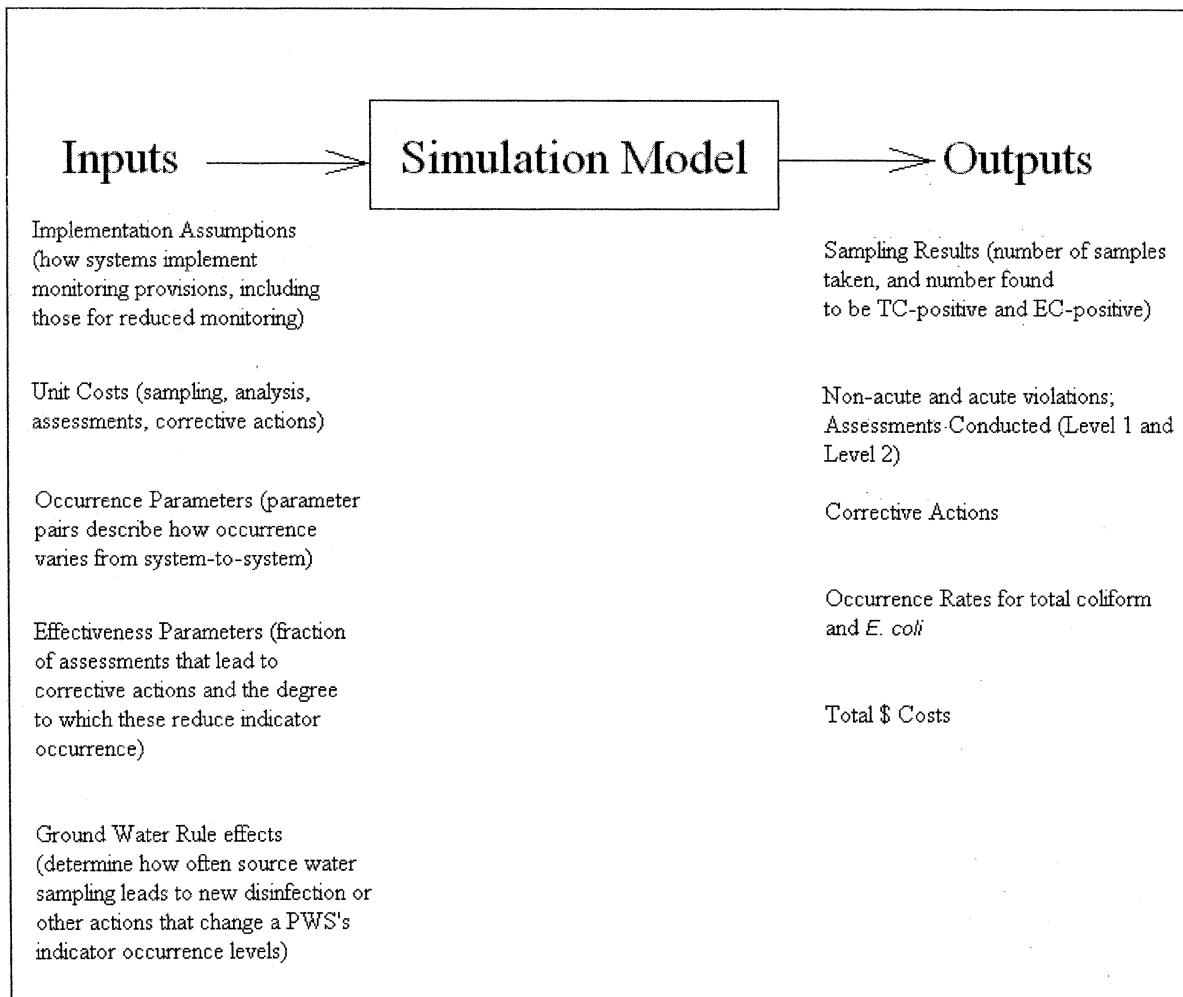 Inputs
Simulation Model
Outputs
Implementation Assumptions
(how systems implement
monitoring provisions, including
those for reduced monitoring)
Unit Costs (sampling, analysis,
assessments, corrective actions)
Occurrence Parameters (parameter
pairs describe how occurrence
varies from system-to-system)
Effectiveness Parameters (fraction
of assessments that lead to
corrective actions and the degree
to which these reduce indicator
occurrence)
Ground Water Rule effects
(determine how often source water
sampling leads to new disinfection or
other actions that change a PWS's
indicator occurrence levels)
Sampling Results (number of samples
taken, and number found
to be TC-positive and EC-positive)
Non-acute and acute violations;
Assessments Conducted (Level 1 and
Level 2)
Corrective Actions
Occurrence Rates for total coliform
and E. coli
Total $ Costs